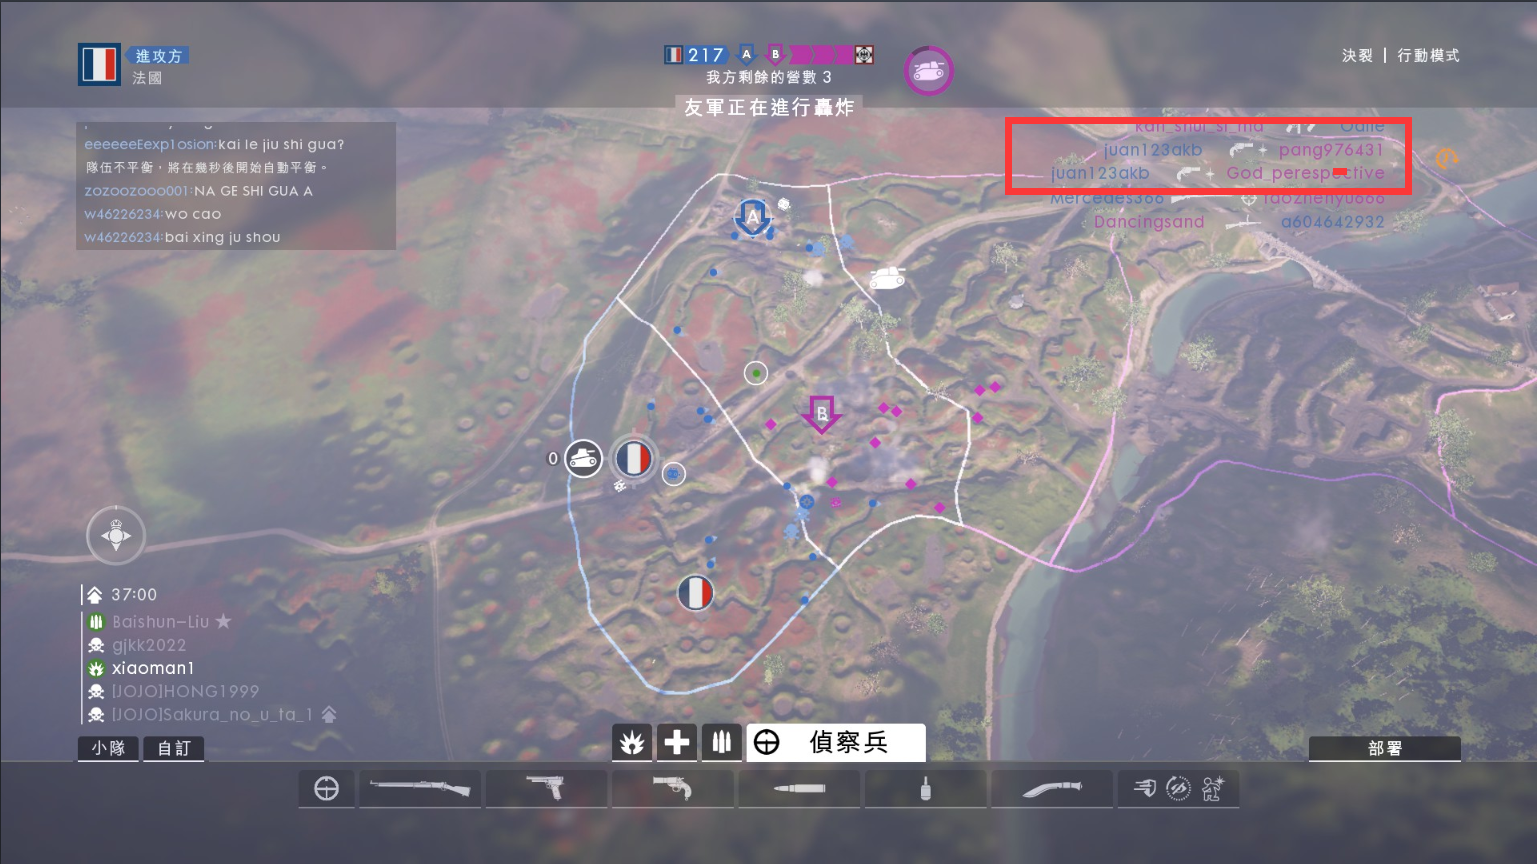 進攻方
法國
217 A B
我方剩餘的營數 3
友軍正在進行轟炸
決裂 | 行動模式
eeeeeeEexp1osion:kai le jiu shi gua?
隊伍不平衡，將在幾秒後開始自動平衡。
zozoozooo001:NA GE SHI GUA A
w46226234:wo cao
w46226234:bai xing ju shou
kan_shui_si_ma
juan123akb pang976431
juan123akb God_perespective
Mercedes366
Dancingsand a604642932
A
B
0
37:00
Baishun-Liu
gjkk2022
xiaoman1
[JOJO]HONG1999
[JOJO]Sakura_no_u_ta_1
小隊 自訂
偵察兵
部署